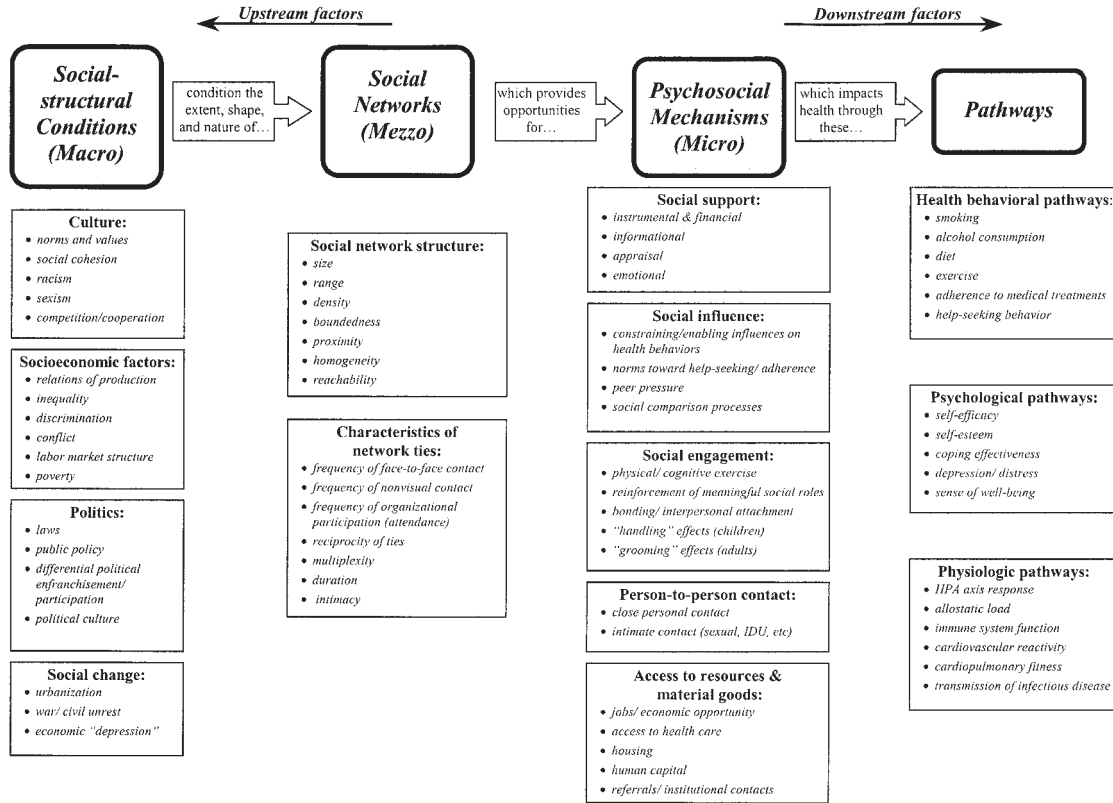 Upstream factors
Downstream factors
Social-
structural
Conditions
(Macro)
condition the
extent, shape,
and nature of…
Social
Networks
(Mezzo)
which provides
opportunities
for…
Psychosocial
Mechanisms
(Micro)
which impacts
health through
these…
Pathways
Culture:
• norms and values
• social cohesion
• racism
• sexism
• competition/cooperation
Socioeconomic factors:
• relations of production
• inequality
• discrimination
• conflict
• labor market structure
• poverty
Politics:
• laws
• public policy
• differential political
enfranchisement/
participation
• political culture
Social change:
• urbanization
• war/ civil unrest
• economic “depression”
Social network structure:
• size
• range
• density
• boundedness
• proximity
• homogeneity
• reachability
Characteristics of
network ties:
• frequency of face-to-face contact
• frequency of nonvisual contact
• frequency of organizational
participation (attendance)
• reciprocity of ties
• multiplexity
• duration
• intimacy
Social support:
• instrumental & financial
• informational
• appraisal
• emotional
Social influence:
• constraining/enabling influences on
health behaviors
• norms toward help-seeking/ adherence
• peer pressure
• social comparison processes
Social engagement:
• physical/ cognitive exercise
• reinforcement of meaningful social roles
• bonding/ interpersonal attachment
• “handling” effects (children)
• “grooming” effects (adults)
Person-to-person contact:
• close personal contact
• intimate contact (sexual, IDU, etc)
Access to resources &
material goods:
• jobs/ economic opportunity
• access to health care
• housing
• human capital
• referrals/ institutional contacts
Health behavioral pathways:
• smoking
• alcohol consumption
• diet
• exercise
• adherence to medical treatments
• help-seeking behavior
Psychological pathways:
• self-efficacy
• self-esteem
• coping effectiveness
• depression/ distress
• sense of well-being
Physiologic pathways:
• HPA axis response
• allostatic load
• immune system function
• cardiovascular reactivity
• cardiopulmonary fitness
• transmission of infectious disease